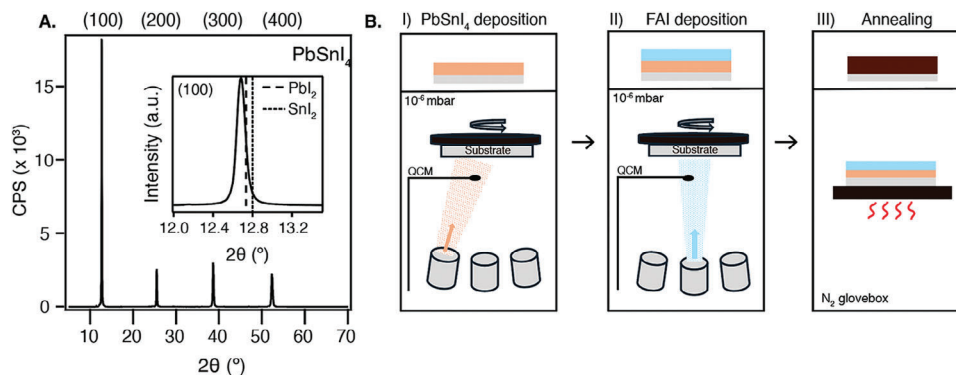 A.
(100) (200) (300) (400)
PbSnI₄
15
10
5
0
CPS (x 10³)
10 20 30 40 50 60 70
2θ (º)
(100)
PbI₂
SnI₂
Intensity (a.u.)
12.0 12.4 12.8 13.2
2θ (º)
B.
I) PbSnI₄ deposition
10⁻⁶ mbar
Substrate
QCM
II) FAI deposition
10⁻⁶ mbar
Substrate
QCM
III) Annealing
N₂ glovebox